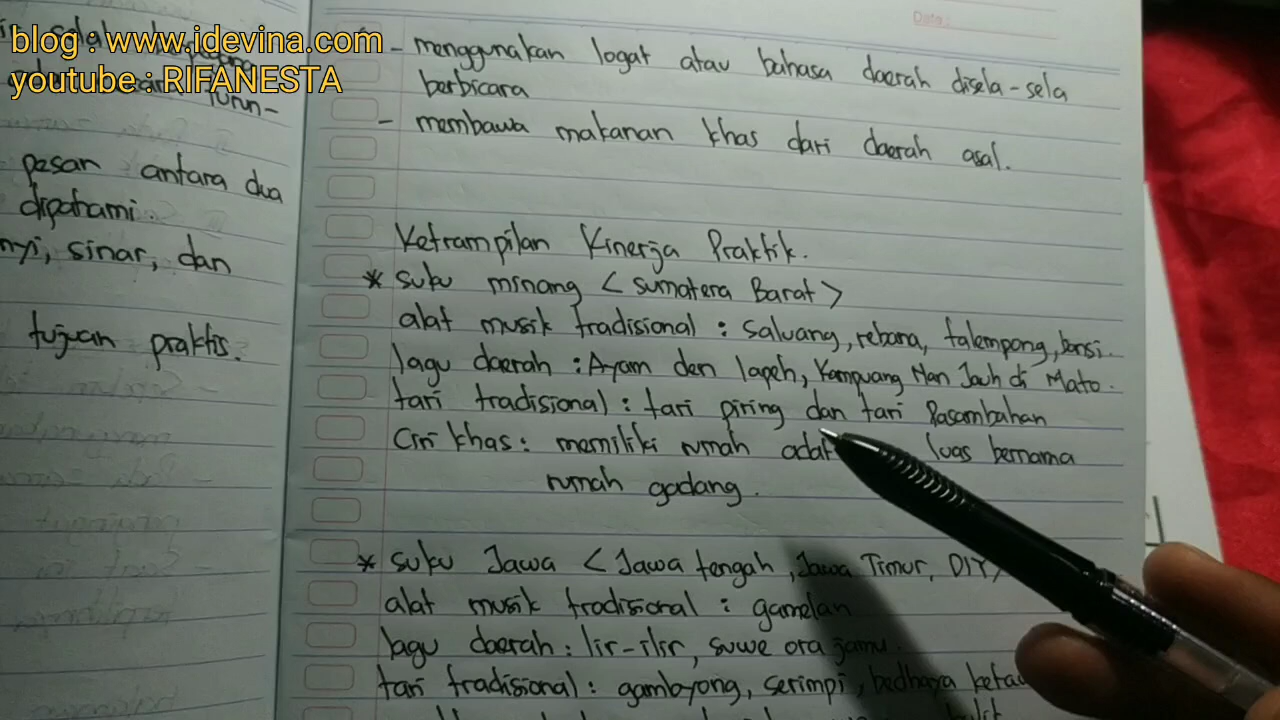 blog : www.idevina.com
youtube : RIFANESTA
pesan antara dua
dipahami.
nyi, sinar, dan
tujuan praktis.
Date:
- menggunakan logat atau bahasa daerah disela-sela
berbicara
- membawa makanan khas dari daerah asal.
Ketrampilan Kinerja Praktik.
* suku minang < Sumatera Barat >
alat musik tradisional : saluang, rebana, talempong, bansi.
lagu daerah : Ayam den lapeh, Kampuang Nan Jauh di Mato.
tari tradisional : tari piring dan tari Pasambahan
Ciri khas : memiliki rumah adat luas bernama
rumah gadang.
* suku Jawa < Jawa tengah, Jawa Timur, DIY>
alat musik tradisional : gamelan
lagu daerah : lir-ilir, suwe ora jamu.
tari tradisional : gambyong, serimpi, bedhaya